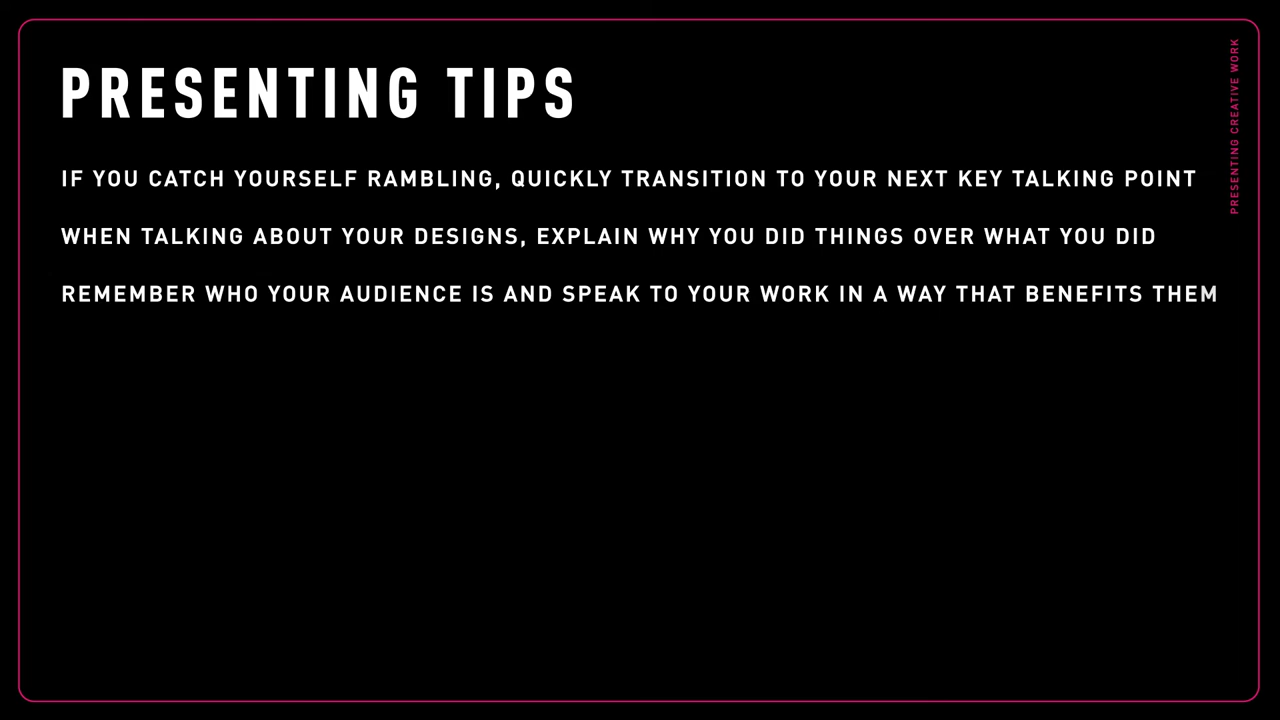 PRESENTING TIPS
IF YOU CATCH YOURSELF RAMBLING, QUICKLY TRANSITION TO YOUR NEXT KEY TALKING POINT
WHEN TALKING ABOUT YOUR DESIGNS, EXPLAIN WHY YOU DID THINGS OVER WHAT YOU DID
REMEMBER WHO YOUR AUDIENCE IS AND SPEAK TO YOUR WORK IN A WAY THAT BENEFITS THEM
PRESENTING CREATIVE WORK